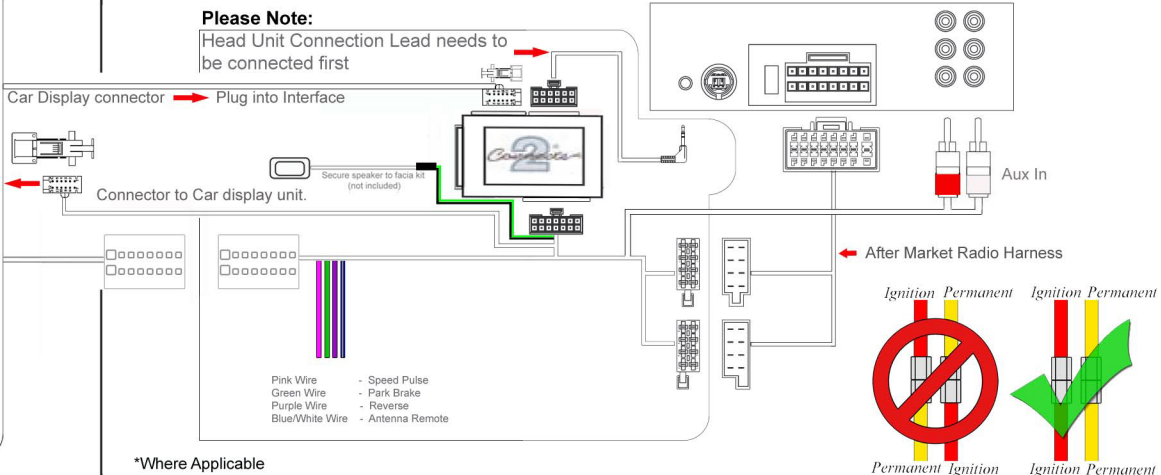 Please Note:
Head Unit Connection Lead needs to
be connected first
Car Display connector
Plug into Interface
Connects
2
Secure speaker to facia kit
(not included)
Aux In
Connector to Car display unit.
After Market Radio Harness
Ignition Permanent
Ignition Permanent
Pink Wire - Speed Pulse
Green Wire - Park Brake
Purple Wire - Reverse
Blue/White Wire - Antenna Remote
Permanent Ignition
Ignition Permanent
*Where Applicable